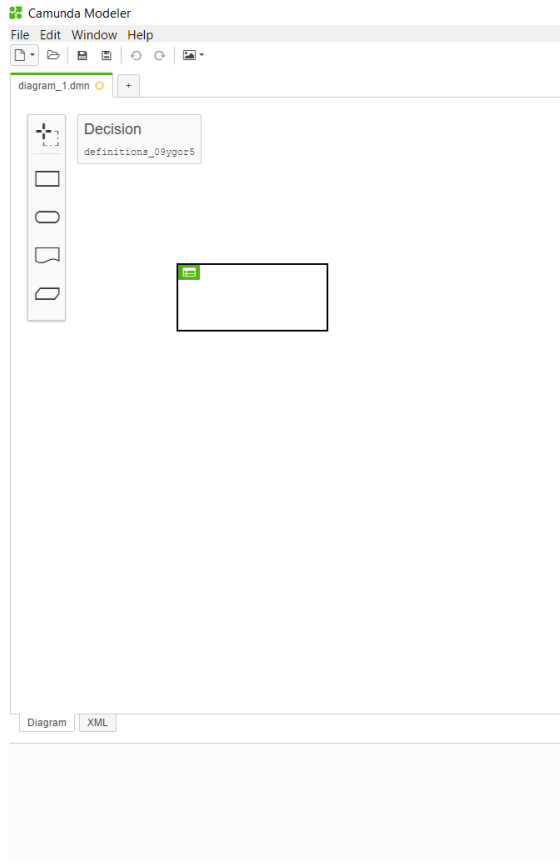 Camunda Modeler
File Edit Window Help
diagram_1.dmn +
Decision
definitions_09ygor5
Diagram XML